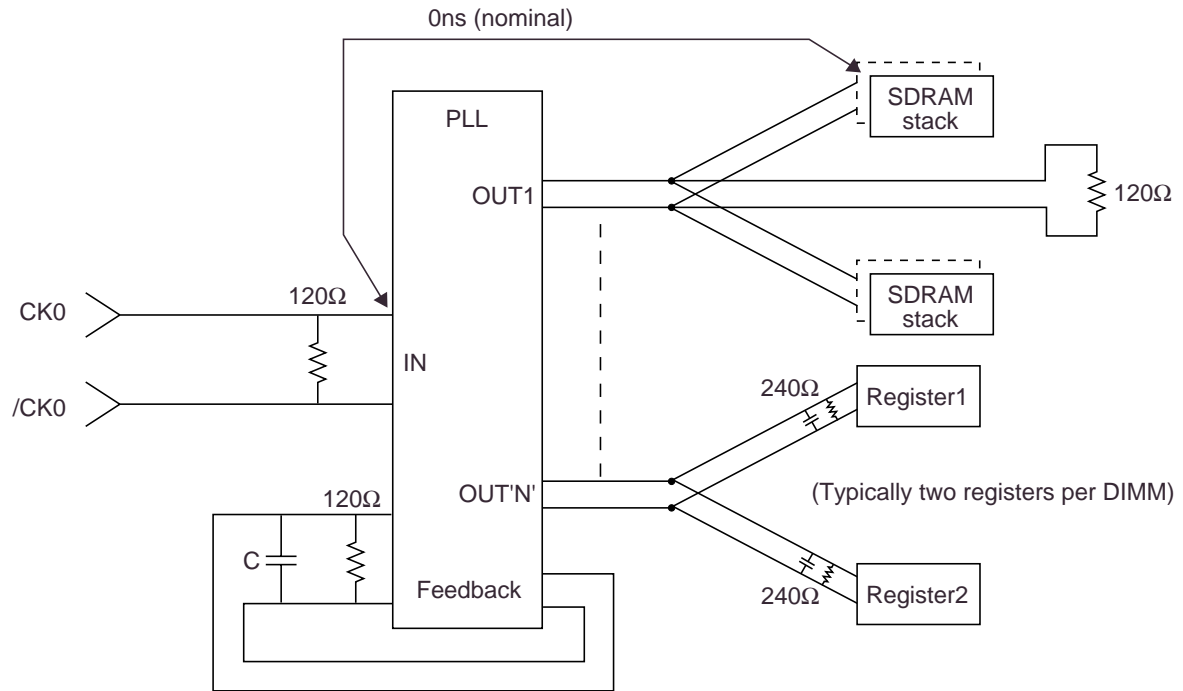 0ns (nominal)
PLL
SDRAM
stack
OUT1
120Ω
SDRAM
stack
120Ω
CK0
IN
/CK0
240Ω
Register1
OUT'N'
(Typically two registers per DIMM)
120Ω
C
Feedback
240Ω
Register2